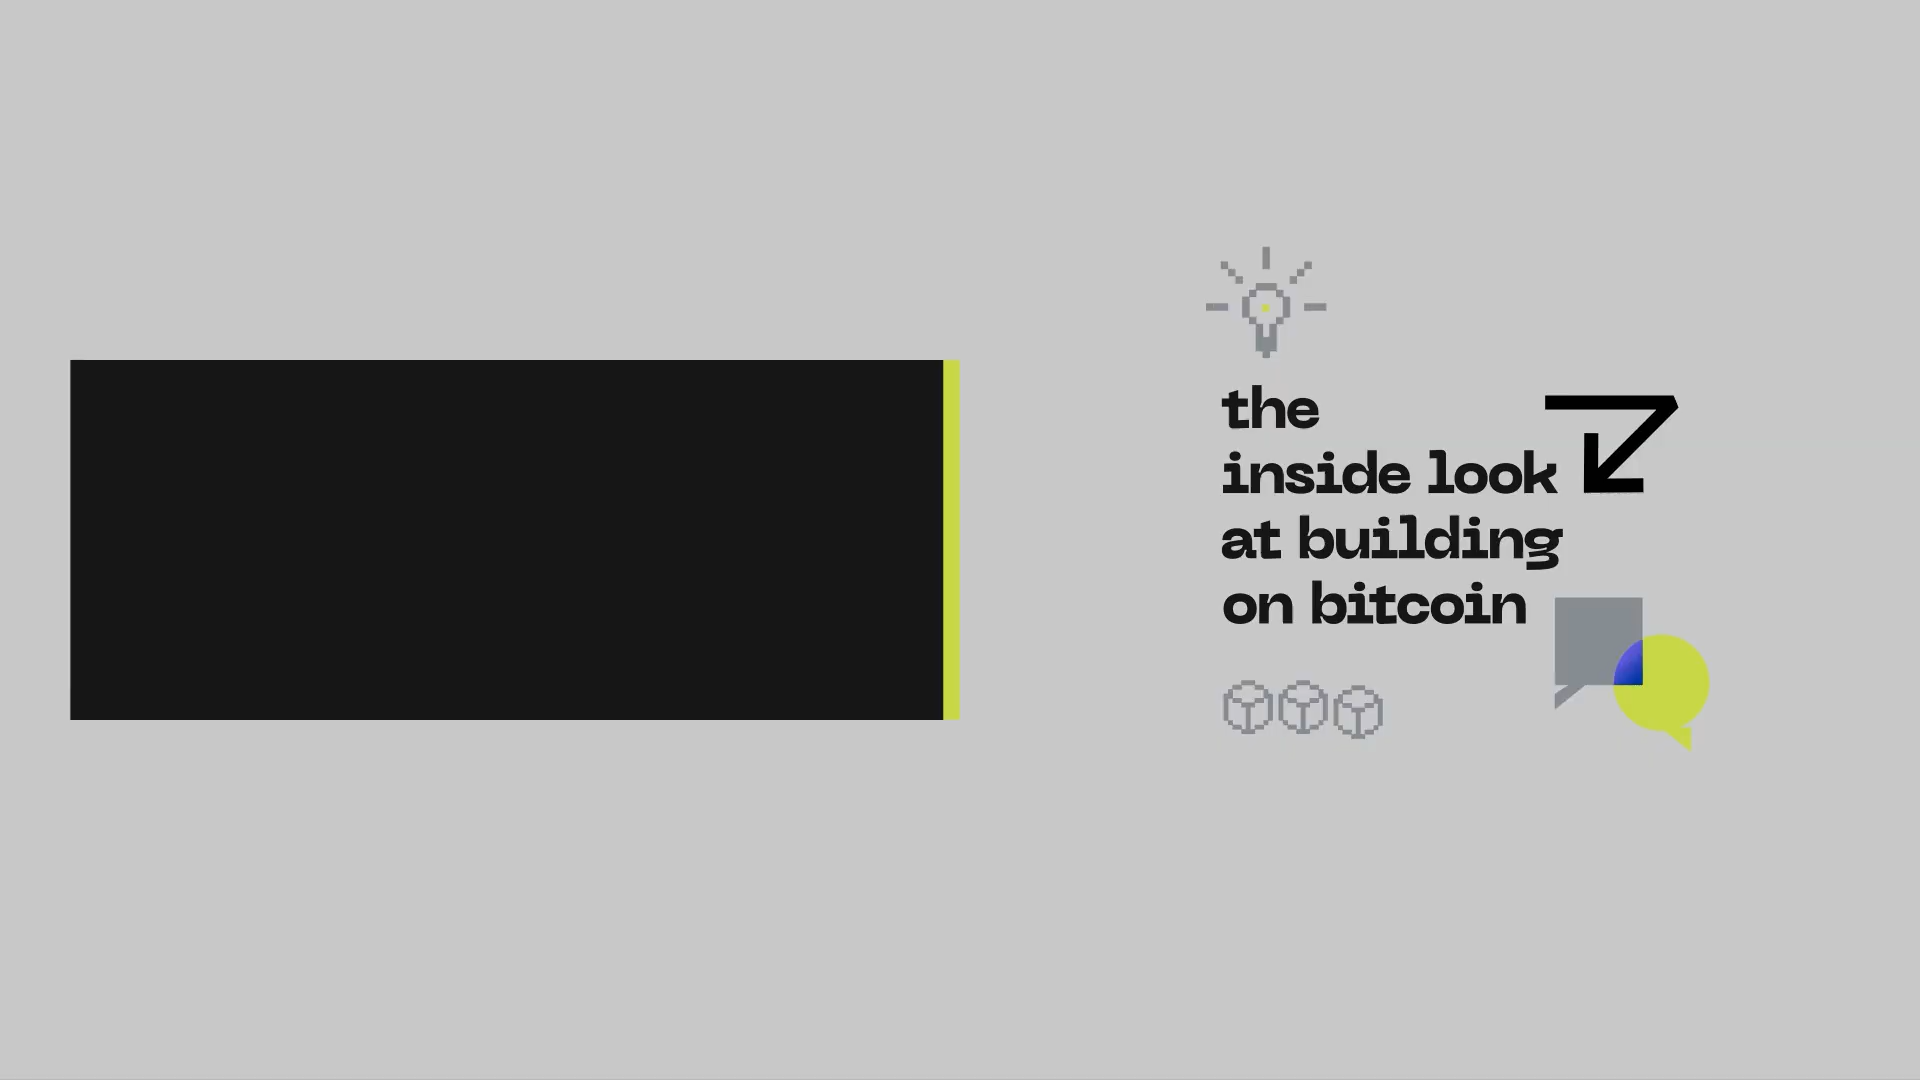 the
inside look
at building
on bitcoin